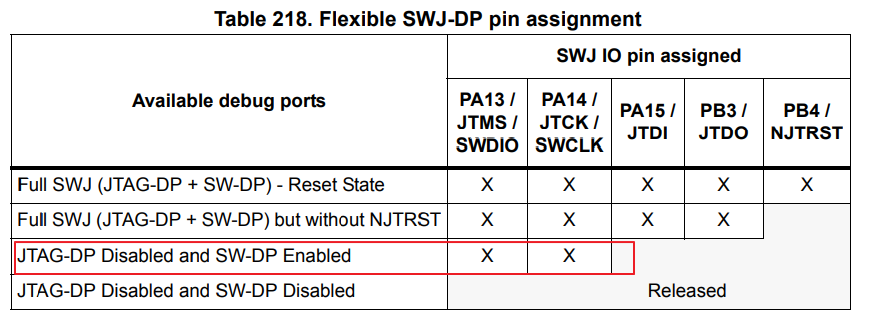 Table 218. Flexible SWJ-DP pin assignment
Available debug ports
SWJ IO pin assigned
PA13 / JTMS / SWDIO
PA14 / JTCK / SWCLK
PA15 / JTDI
PB3 / JTDO
PB4 / NJTRST
Full SWJ (JTAG-DP + SW-DP) - Reset State X X X X X
Full SWJ (JTAG-DP + SW-DP) but without NJTRST X X X X
JTAG-DP Disabled and SW-DP Enabled X X
JTAG-DP Disabled and SW-DP Disabled Released